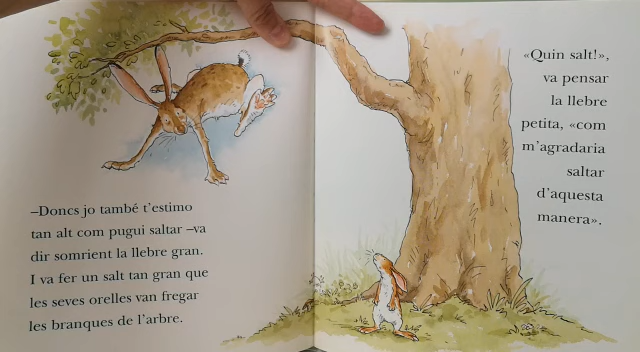 –Doncs jo també t'estimo
tan alt com pugui saltar –va
dir somrient la llebre gran.
I va fer un salt tan gran que
les seves orelles van fregar
les branques de l'arbre.
«Quin salt!»,
va pensar
la llebre
petita, «com
m'agradaria
saltar
d'aquesta
manera».